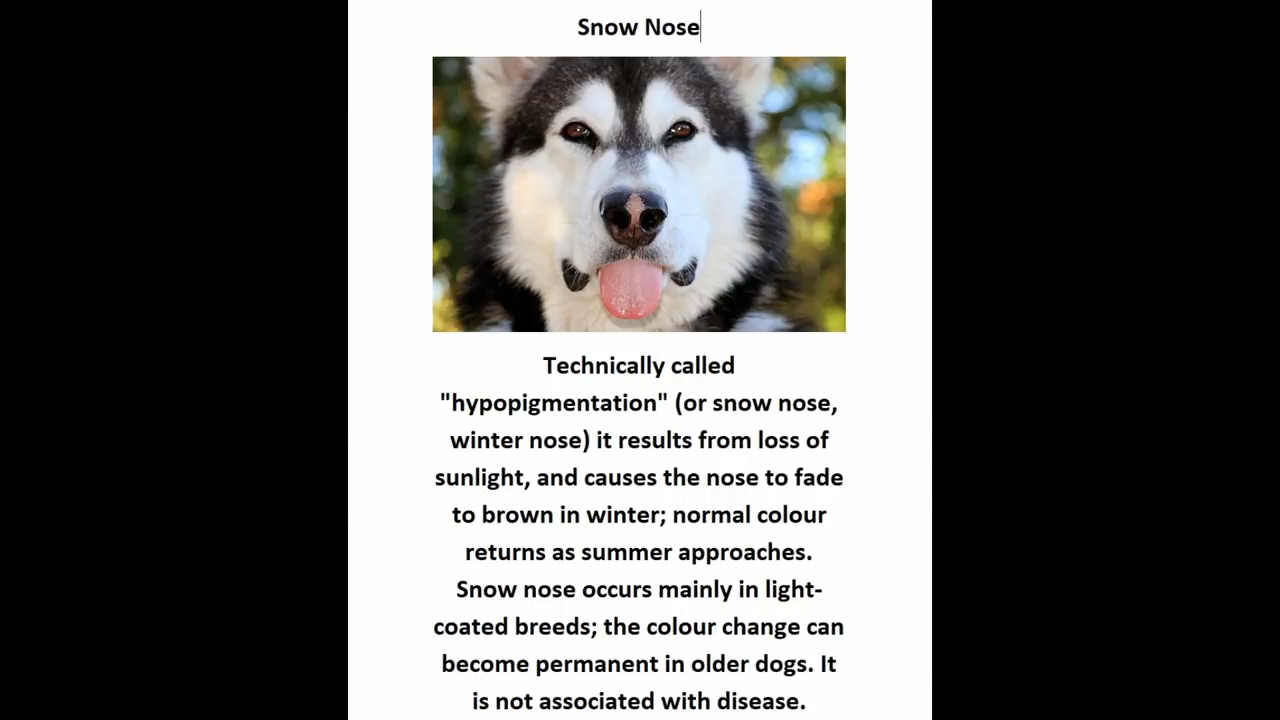 Snow Nose
Technically called
"hypopigmentation" (or snow nose,
winter nose) it results from loss of
sunlight, and causes the nose to fade
to brown in winter; normal colour
returns as summer approaches.
Snow nose occurs mainly in light-
coated breeds; the colour change can
become permanent in older dogs. It
is not associated with disease.